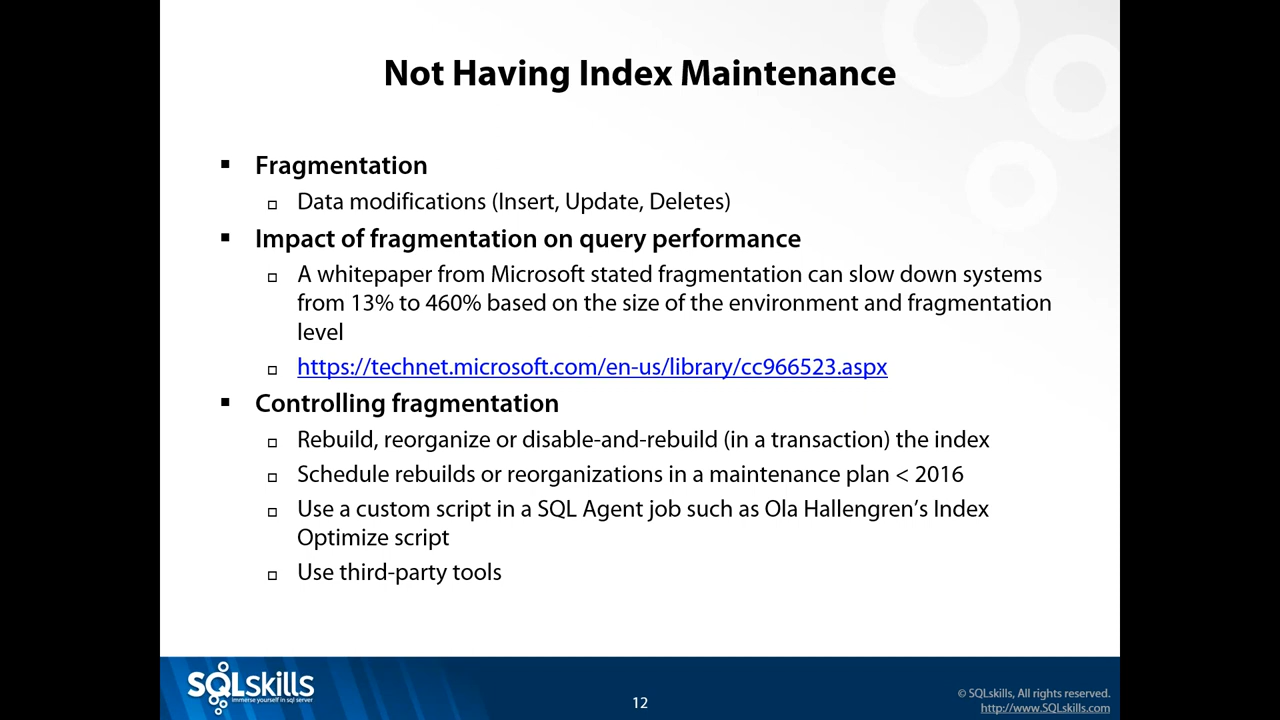 Not Having Index Maintenance
Fragmentation
Data modifications (Insert, Update, Deletes)
Impact of fragmentation on query performance
A whitepaper from Microsoft stated fragmentation can slow down systems
from 13% to 460% based on the size of the environment and fragmentation
level
https://technet.microsoft.com/en-us/library/cc966523.aspx
Controlling fragmentation
Rebuild, reorganize or disable-and-rebuild (in a transaction) the index
Schedule rebuilds or reorganizations in a maintenance plan < 2016
Use a custom script in a SQL Agent job such as Ola Hallengren’s Index
Optimize script
Use third-party tools
SQLskills
immerse yourself in sql server
12
© SQLskills, All rights reserved.
http://www.SQLskills.com